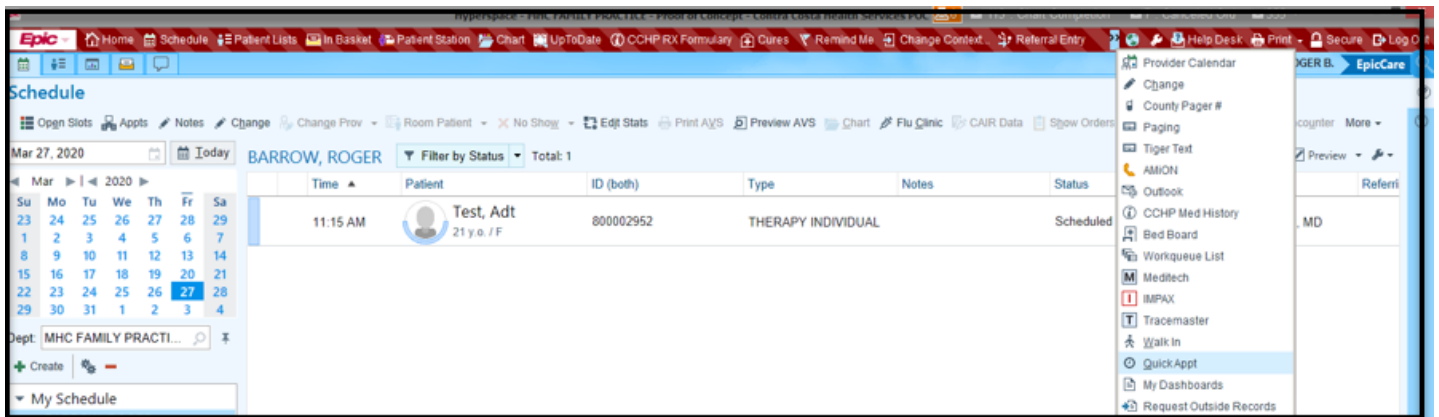 Hyperspace - MHC FAMILY PRACTICE - Proof of Concept - Contra Costa Health Services POC
Epic Home Schedule Patient Lists In Basket Patient Station Chart UpToDate CCHP RX Formulary Cures Remind Me Change Context... Referral Entry Help Desk Print Secure Log Out
OGER B. EpicCare
Schedule
Open Slots Appts Notes Change Change Prov Room Patient No Show Edit Stats Print AVS Preview AVS Chart Flu Clinic CAIR Data Show Orders More
Mar 27, 2020 Today BARROW, ROGER Filter by Status Total: 1 Preview
Mar 2020
Time Patient ID (both) Type Notes Status Referri
Su Mo Tu We Th Fr Sa
23 24 25 26 27 28 29
1 2 3 4 5 6 7
8 9 10 11 12 13 14
15 16 17 18 19 20 21
22 23 24 25 26 27 28
29 30 31 1 2 3 4
11:15 AM Test, Adt 800002952 THERAPY INDIVIDUAL Scheduled , MD
21 y.o. / F
Dept: MHC FAMILY PRACTI...
Create
My Schedule
Provider Calendar
Change
County Pager #
Paging
Tiger Text
AMiON
Outlook
CCHP Med History
Bed Board
Workqueue List
M Meditech
I IMPAX
T Tracemaster
Walk In
QuickAppt
My Dashboards
Request Outside Records